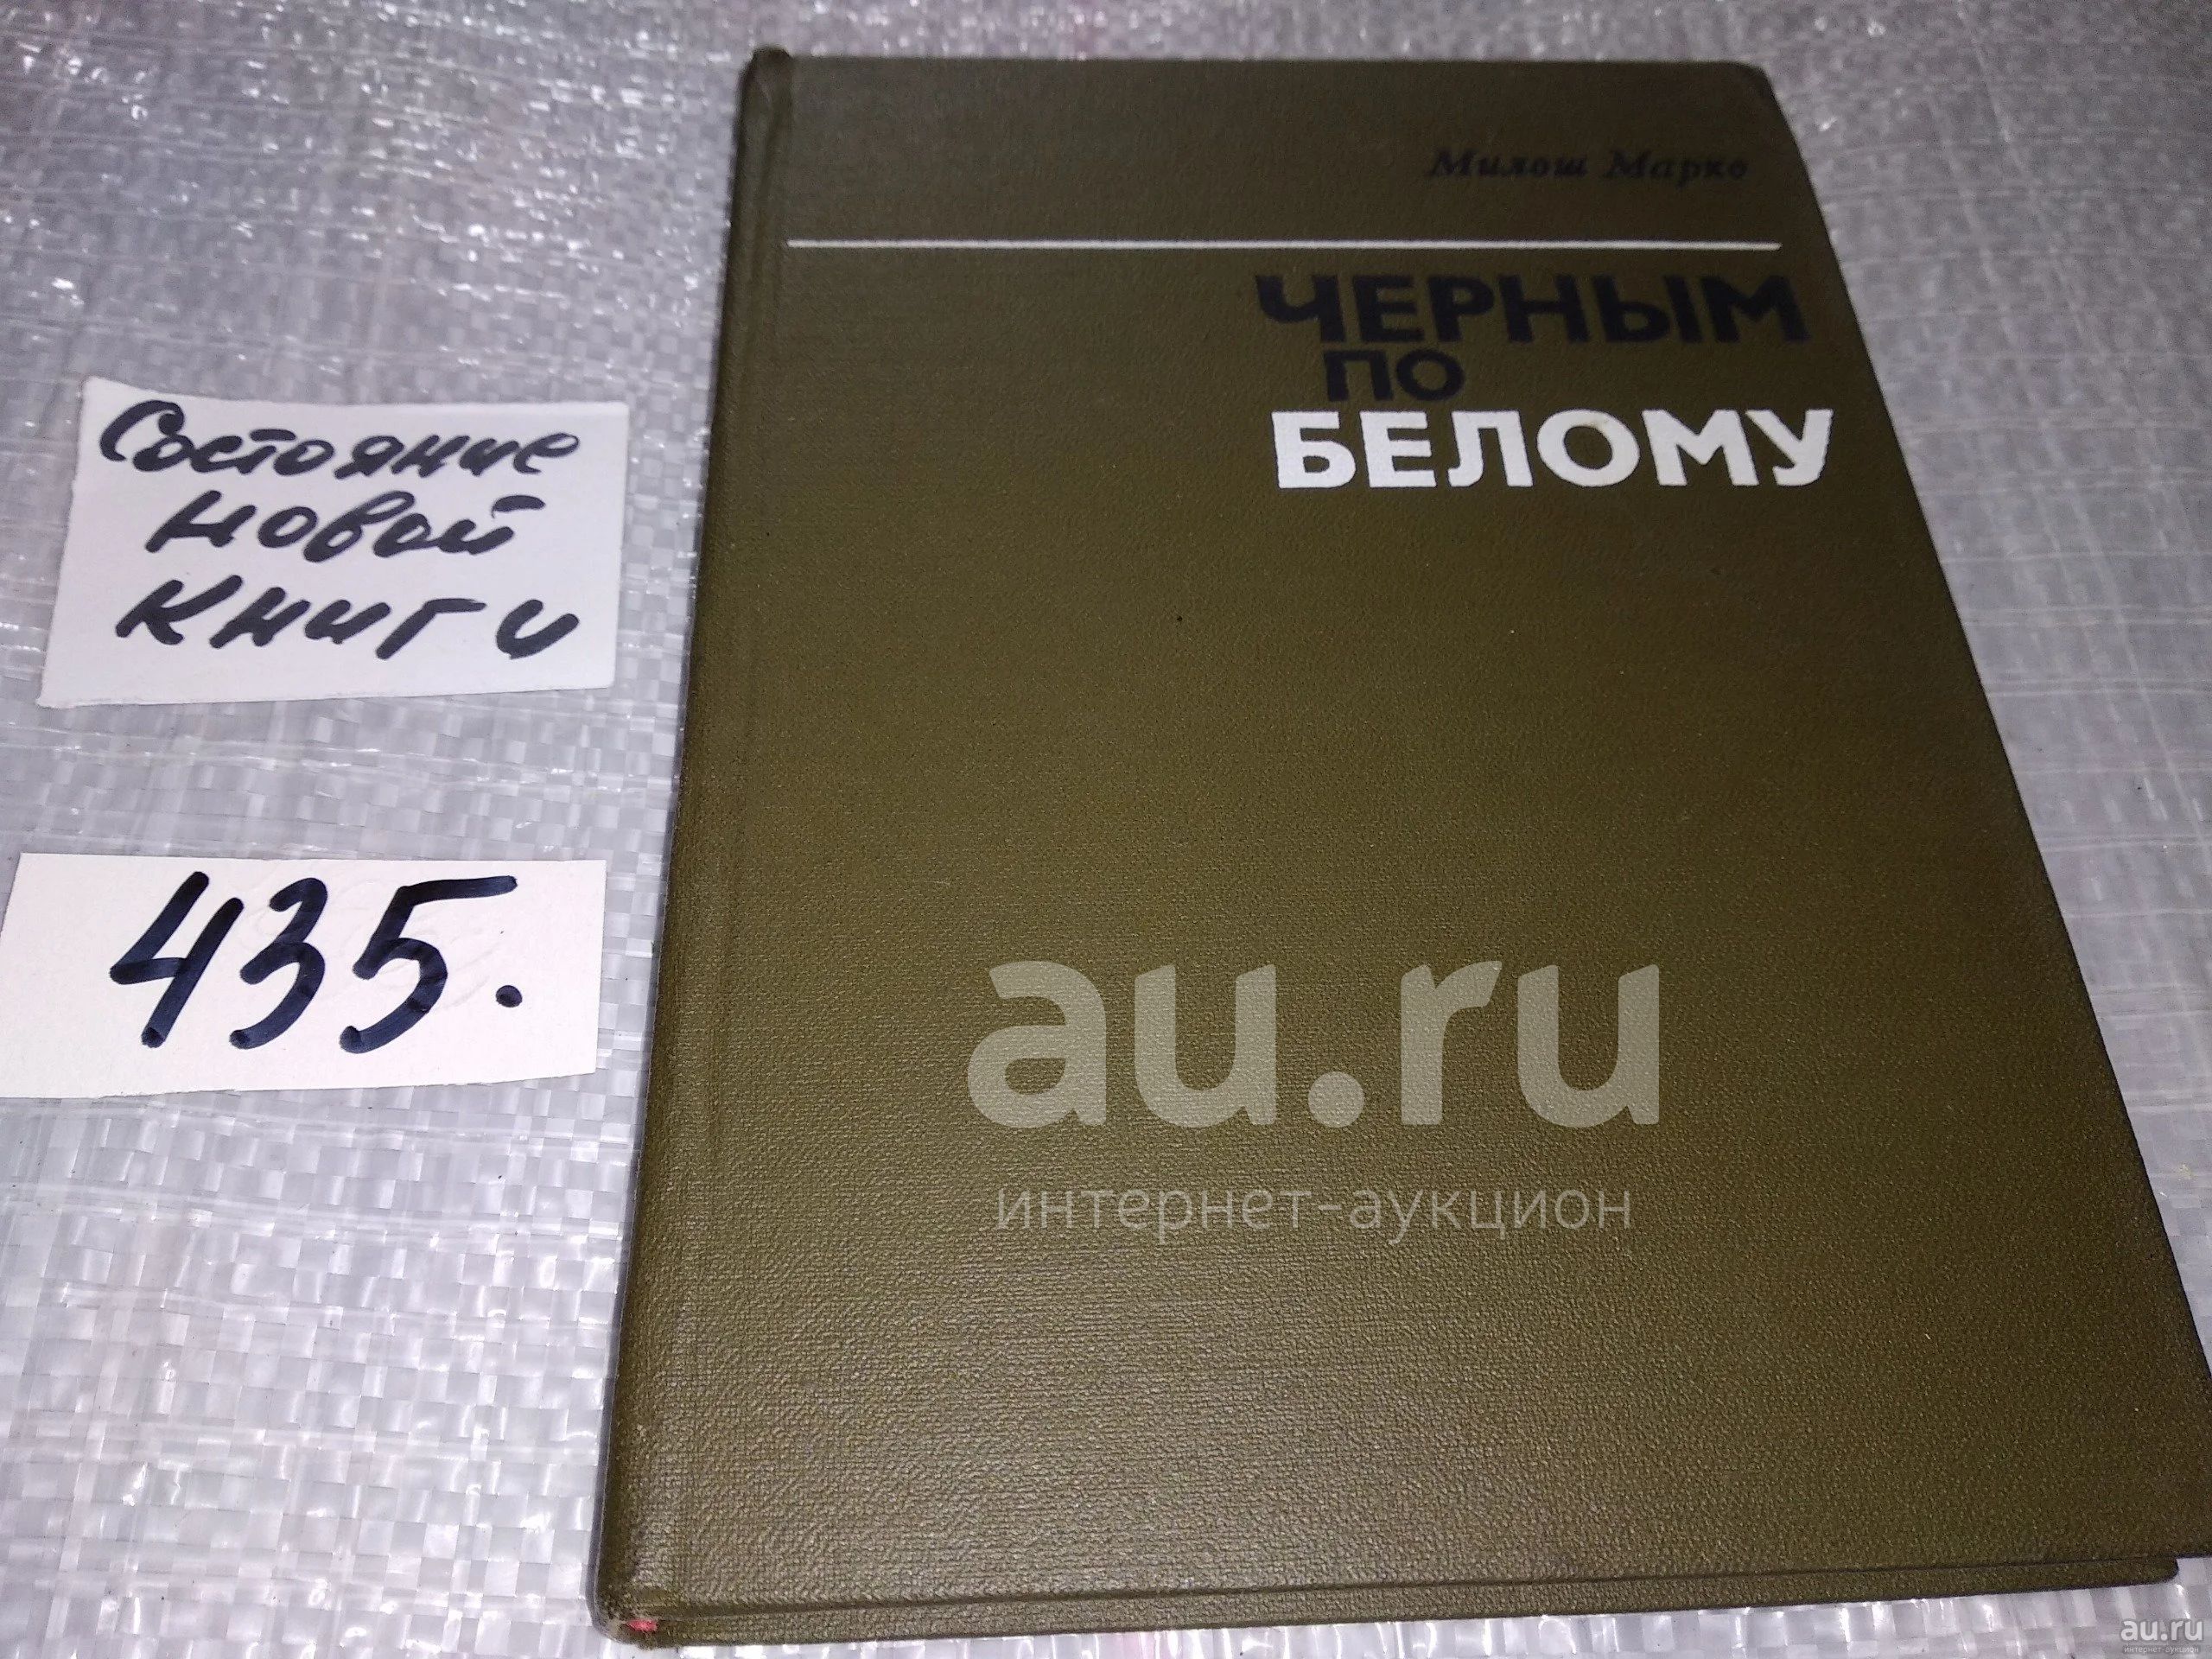 Милош Марко
ЧЕРНЫМ
ПО
БЕЛОМУ
Состояние
новой
книги
435.
au.ru
интернет-аукцион
au.ru
интернет-аукцион